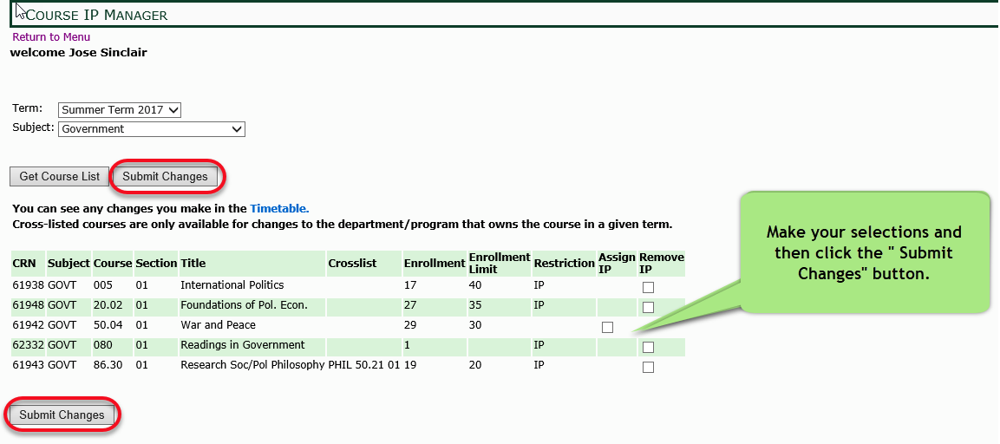 COURSE IP MANAGER
Return to Menu
welcome Jose Sinclair
Term: Summer Term 2017
Subject: Government
Get Course List Submit Changes
You can see any changes you make in the Timetable.
Cross-listed courses are only available for changes to the department/program that owns the course in a given term.
Make your selections and
then click the " Submit
Changes" button.
CRN Subject Course Section Title Crosslist Enrollment Enrollment Limit Restriction Assign IP Remove IP
61938 GOVT 005 01 International Politics 17 40 IP
61948 GOVT 20.02 01 Foundations of Pol. Econ. 27 35 IP
61942 GOVT 50.04 01 War and Peace 29 30
62332 GOVT 080 01 Readings in Government 1 IP
61943 GOVT 86.30 01 Research Soc/Pol Philosophy PHIL 50.21 01 19 20 IP
Submit Changes